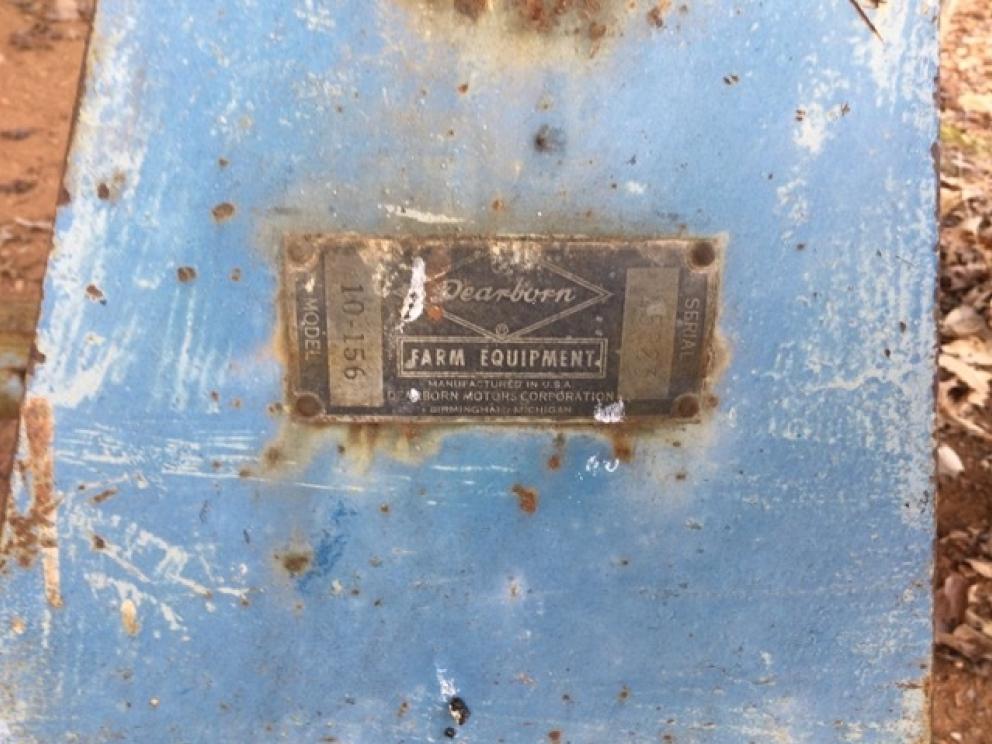 MODEL
10-156
Dearborn
®
FARM EQUIPMENT
MANUFACTURED IN U.S.A.
DEARBORN MOTORS CORPORATION
BIRMINGHAM, MICHIGAN
SERIAL